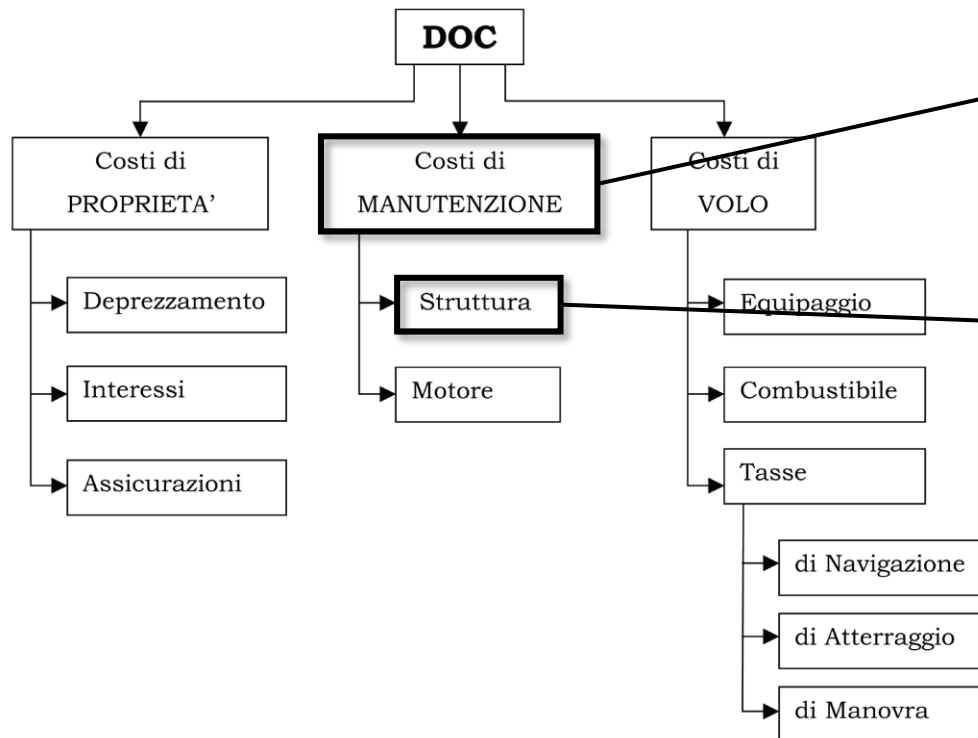 DOC
Costi di
PROPRIETA’
Costi di
MANUTENZIONE
Costi di
VOLO
Deprezzamento
Interessi
Assicurazioni
Struttura
Motore
Equipaggio
Combustibile
Tasse
di Navigazione
di Atterraggio
di Manovra